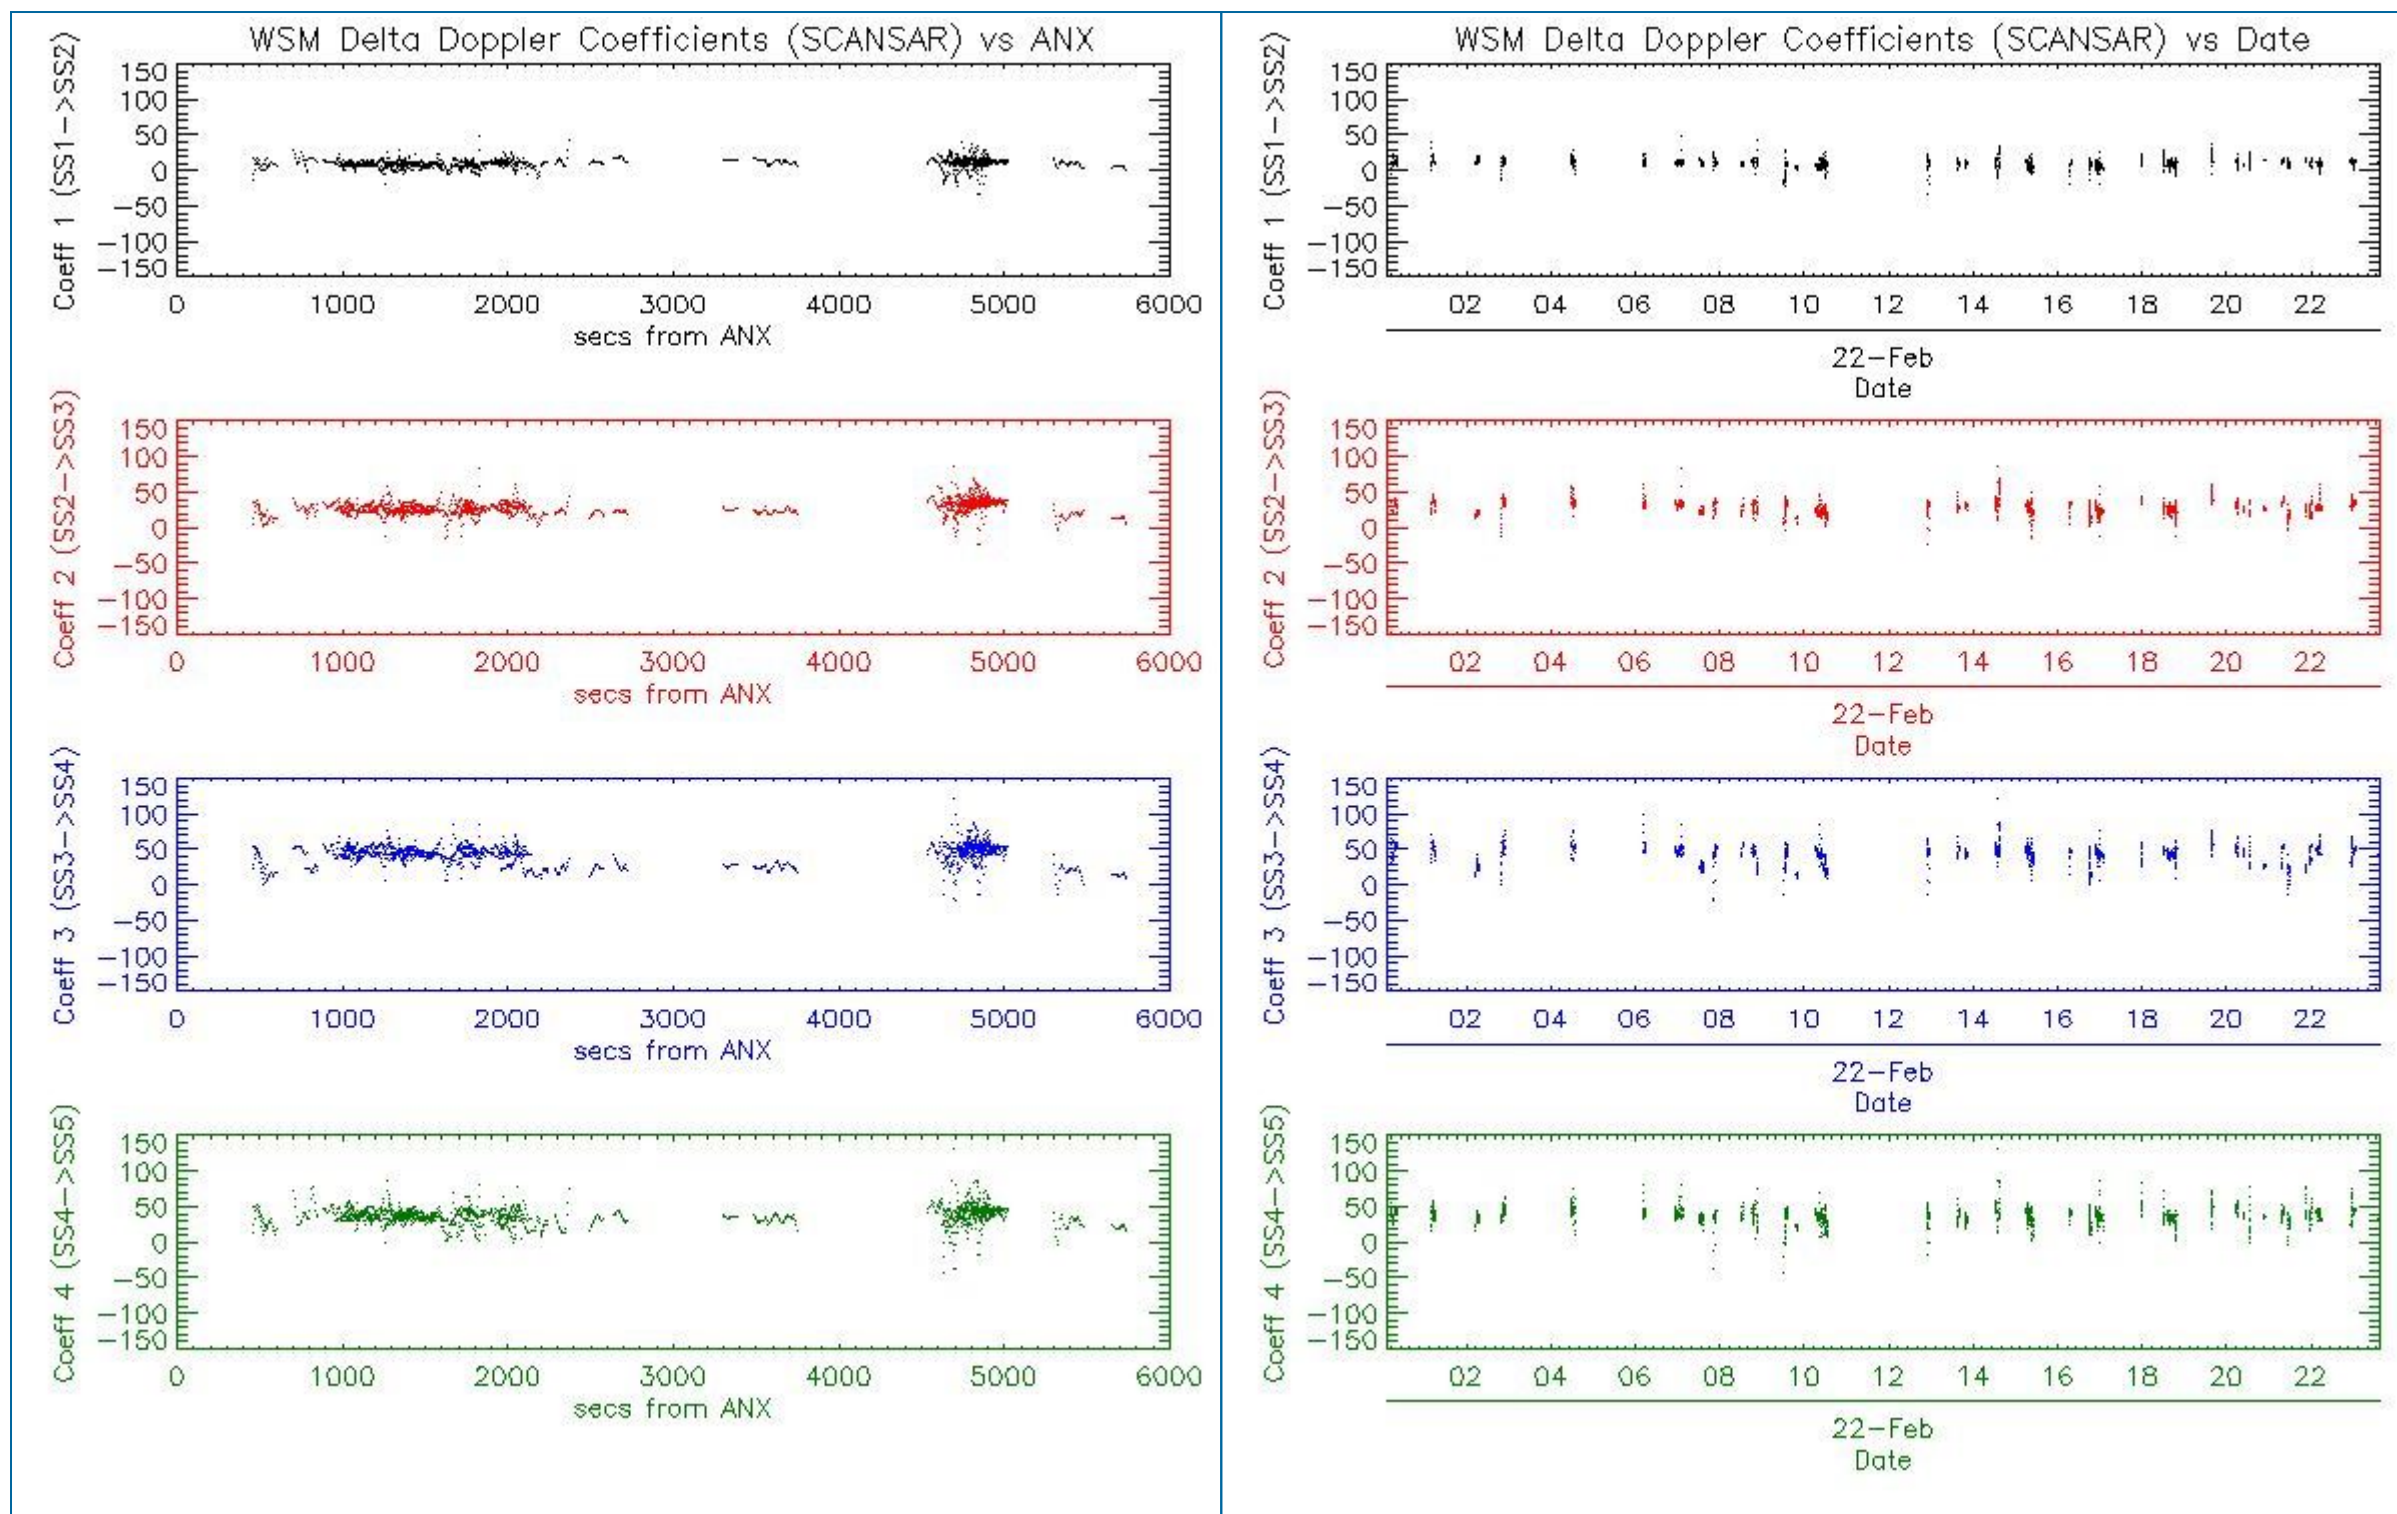 WSM Delta Doppler Coefficients (SCANSAR) vs ANX
Coeff 1 (SS1->SS2)
150
100
50
0
-50
-100
-150
0 1000 2000 3000 4000 5000 6000
secs from ANX
Coeff 2 (SS2->SS3)
150
100
50
0
-50
-100
-150
0 1000 2000 3000 4000 5000 6000
secs from ANX
Coeff 3 (SS3->SS4)
150
100
50
0
-50
-100
-150
0 1000 2000 3000 4000 5000 6000
secs from ANX
Coeff 4 (SS4->SS5)
150
100
50
0
-50
-100
-150
0 1000 2000 3000 4000 5000 6000
secs from ANX
WSM Delta Doppler Coefficients (SCANSAR) vs Date
Coeff 1 (SS1->SS2)
150
100
50
0
-50
-100
-150
02 04 06 08 10 12 14 16 18 20 22
22-Feb
Date
Coeff 2 (SS2->SS3)
150
100
50
0
-50
-100
-150
02 04 06 08 10 12 14 16 18 20 22
22-Feb
Date
Coeff 3 (SS3->SS4)
150
100
50
0
-50
-100
-150
02 04 06 08 10 12 14 16 18 20 22
22-Feb
Date
Coeff 4 (SS4->SS5)
150
100
50
0
-50
-100
-150
02 04 06 08 10 12 14 16 18 20 22
22-Feb
Date